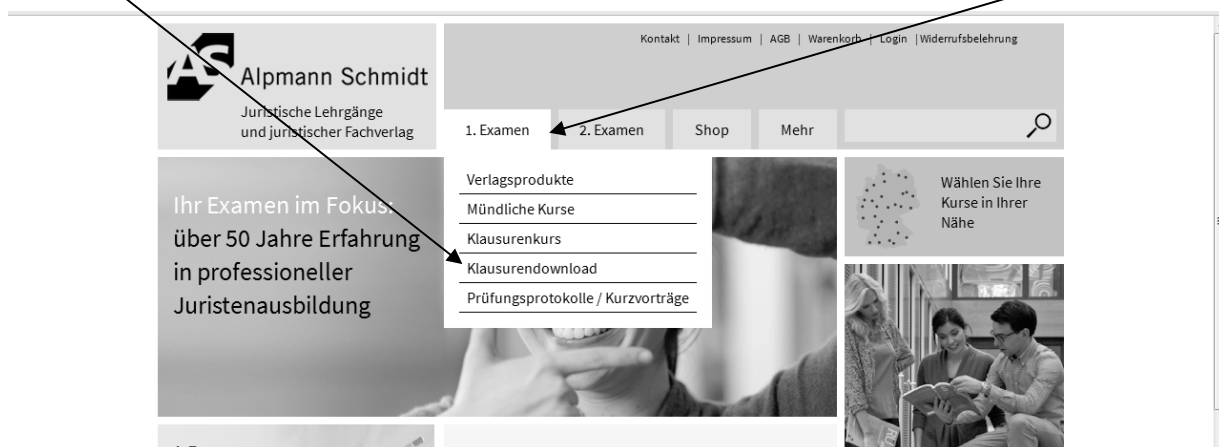 Kontakt | Impressum | AGB | Warenkorb | Login | Widerrufsbelehrung
AS
Alpmann Schmidt
Juristische Lehrgänge
und juristischer Fachverlag
1. Examen 2. Examen Shop Mehr
Verlagsprodukte
Mündliche Kurse
Klausurenkurs
Klausurendownload
Prüfungsprotokolle / Kurzvorträge
Ihr Examen im Fokus:
über 50 Jahre Erfahrung
in professioneller
Juristenausbildung
Wählen Sie Ihre
Kurse in Ihrer
Nähe